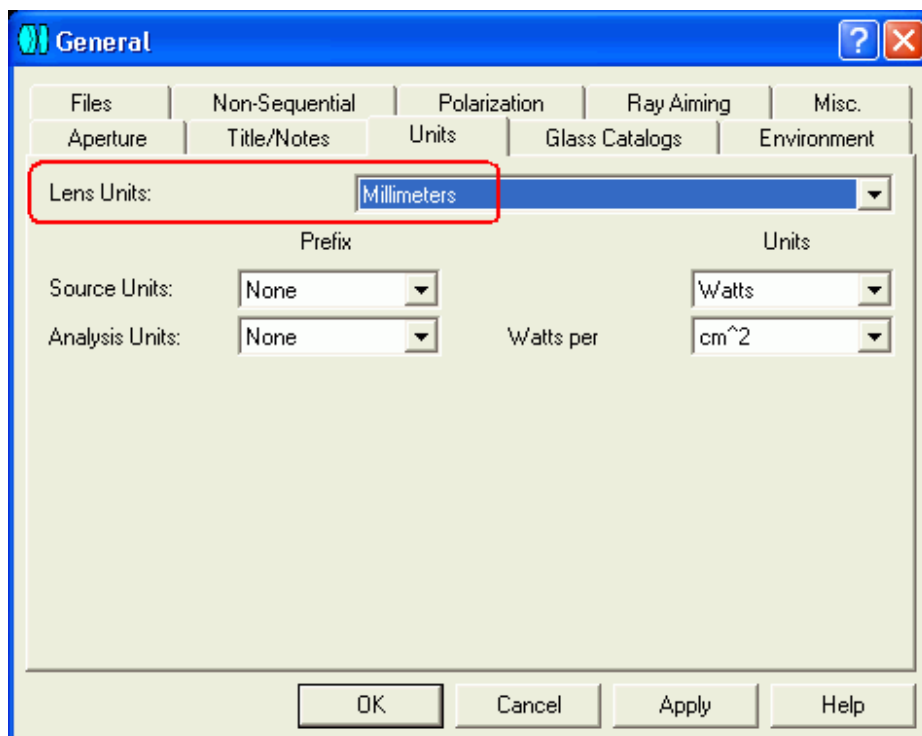 General
Files Non-Sequential Polarization Ray Aiming Misc.
Aperture Title/Notes Units Glass Catalogs Environment
Lens Units: Millimeters
Prefix Units
Source Units: None Watts
Analysis Units: None Watts per cm^2
OK Cancel Apply Help